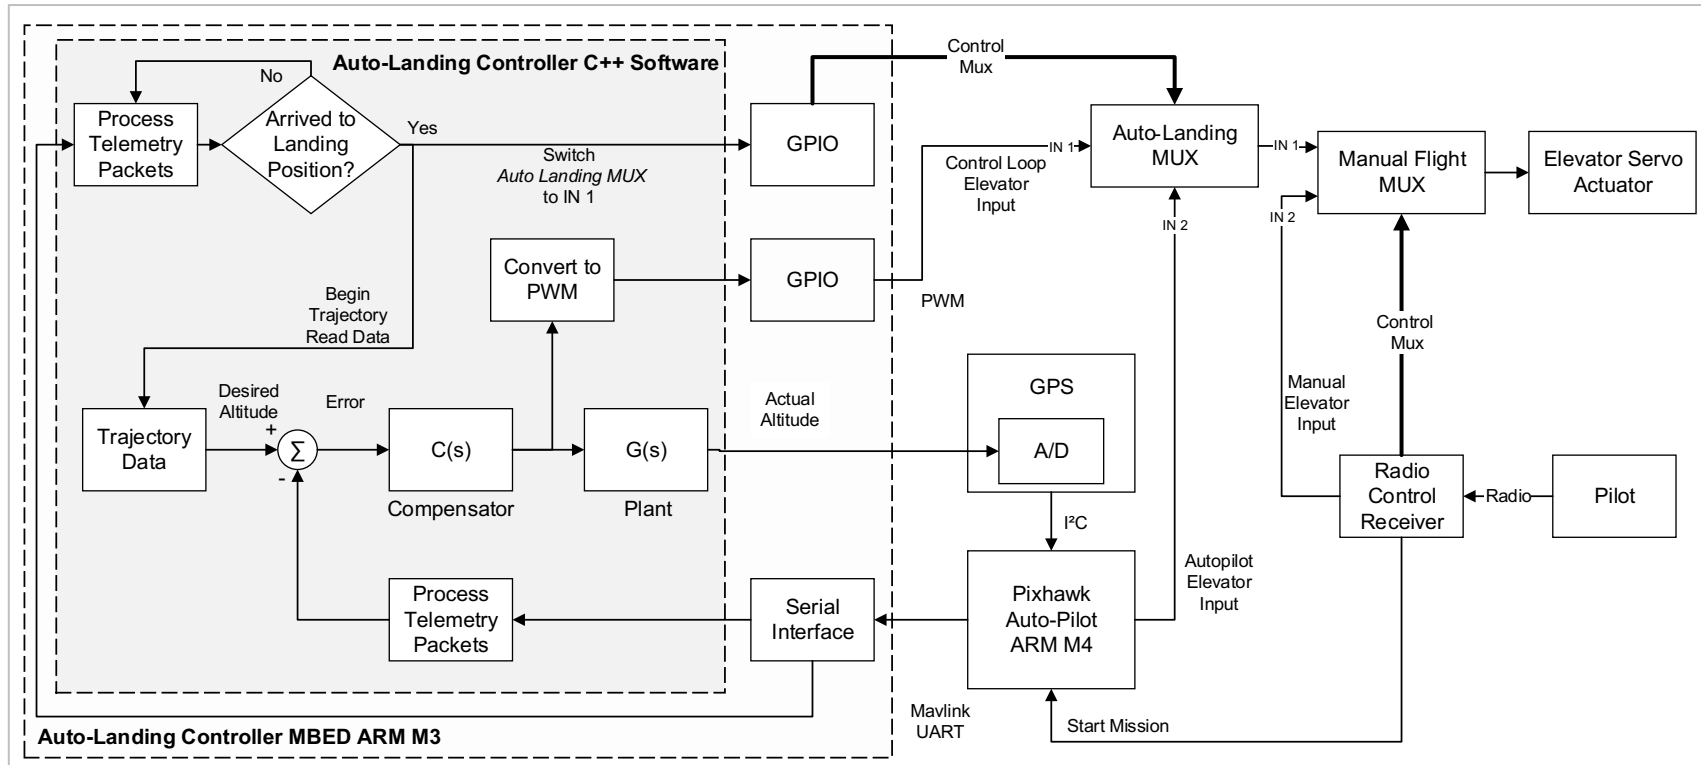 Auto-Landing Controller C++ Software
No
Process
Telemetry
Packets
Arrived to
Landing
Position?
Yes
Switch
Auto Landing MUX
to IN 1
GPIO
Control
Mux
Auto-Landing
MUX
IN 1
Control Loop
Elevator
Input
IN 2
IN 1
Manual Flight
MUX
IN 2
Elevator Servo
Actuator
Begin
Trajectory
Read Data
Convert to
PWM
GPIO
PWM
Control
Mux
Trajectory
Data
Desired
Altitude
+
-
Σ
Error
C(s)
Compensator
G(s)
Plant
Actual
Altitude
GPS
A/D
I²C
Manual
Elevator
Input
Radio
Control
Receiver
Radio
Pilot
Process
Telemetry
Packets
Serial
Interface
Pixhawk
Auto-Pilot
ARM M4
Autopilot
Elevator
Input
Mavlink
UART
Start Mission
Auto-Landing Controller MBED ARM M3